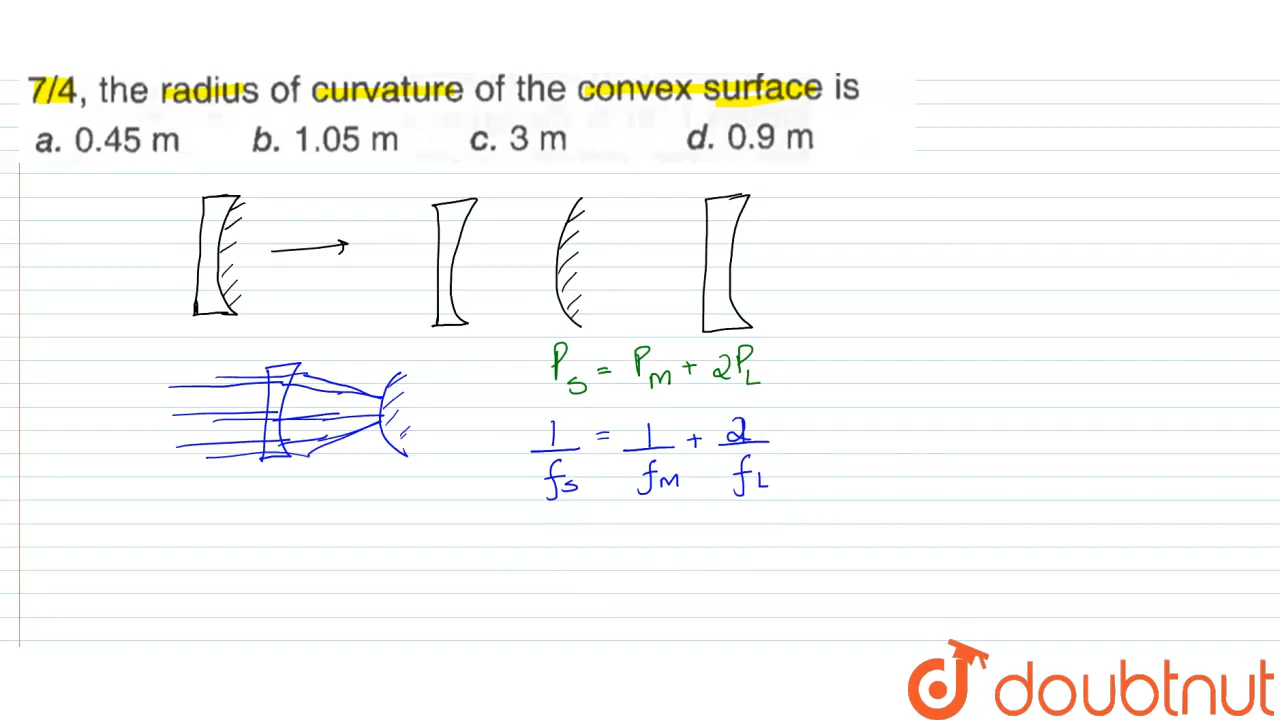 7/4, the radius of curvature of the convex surface is
a. 0.45 m b. 1.05 m c. 3 m d. 0.9 m
P_S = P_M + 2P_L
1/f_S = 1/f_M + 2/f_L
doubtnut